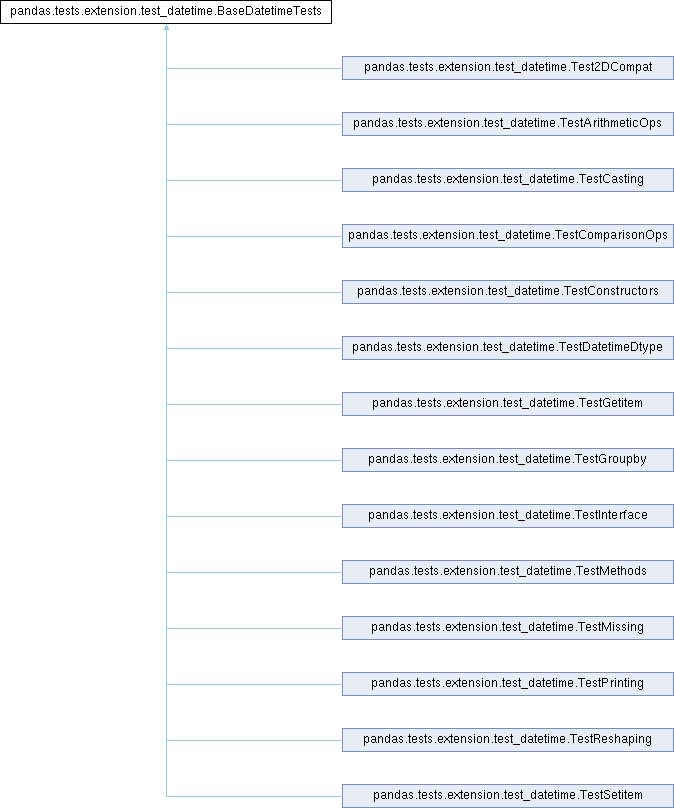 pandas.tests.extension.test_datetime.BaseDatetimeTests
pandas.tests.extension.test_datetime.Test2DCompat
pandas.tests.extension.test_datetime.TestArithmeticOps
pandas.tests.extension.test_datetime.TestCasting
pandas.tests.extension.test_datetime.TestComparisonOps
pandas.tests.extension.test_datetime.TestConstructors
pandas.tests.extension.test_datetime.TestDatetimeDtype
pandas.tests.extension.test_datetime.TestGetitem
pandas.tests.extension.test_datetime.TestGroupby
pandas.tests.extension.test_datetime.TestInterface
pandas.tests.extension.test_datetime.TestMethods
pandas.tests.extension.test_datetime.TestMissing
pandas.tests.extension.test_datetime.TestPrinting
pandas.tests.extension.test_datetime.TestReshaping
pandas.tests.extension.test_datetime.TestSetitem